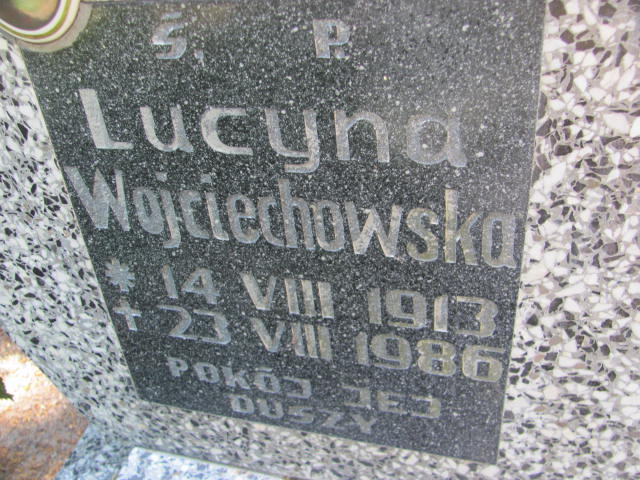 Ś. P.
Lucyna
Wojciechowska
* 14 VIII 1913
† 23 VIII 1986
POKÓJ JEJ
DUSZY